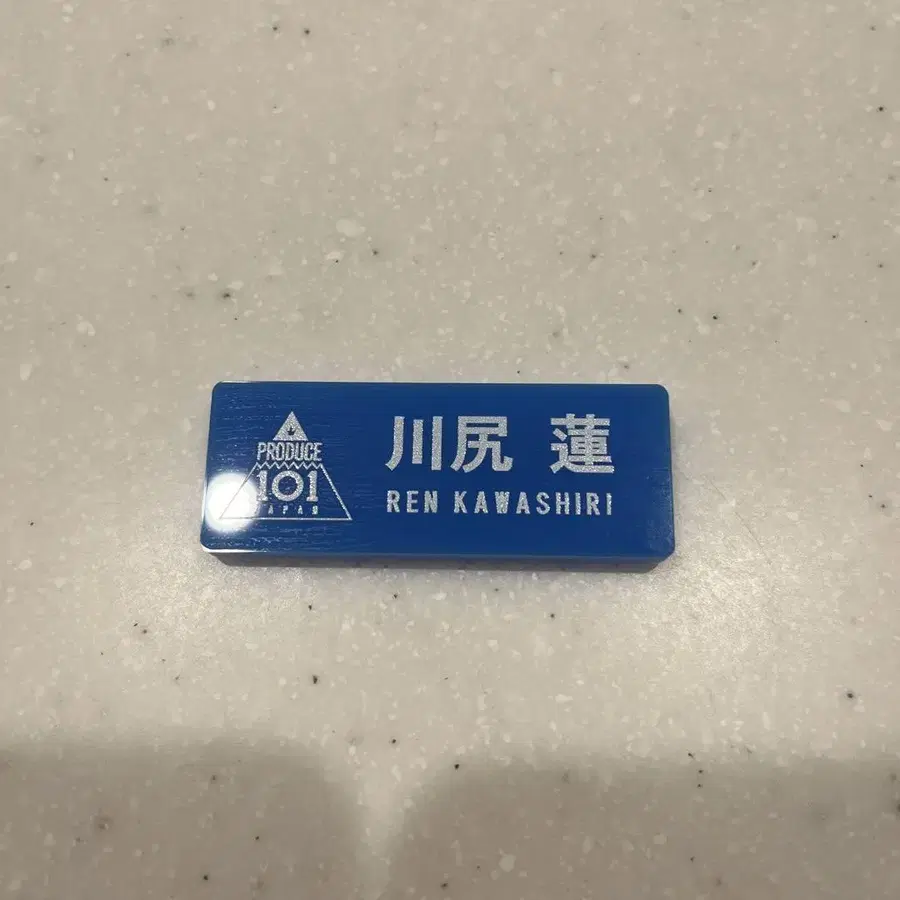 PRODUCE
101
JAPAN
川尻 蓮
REN KAWASHIRI